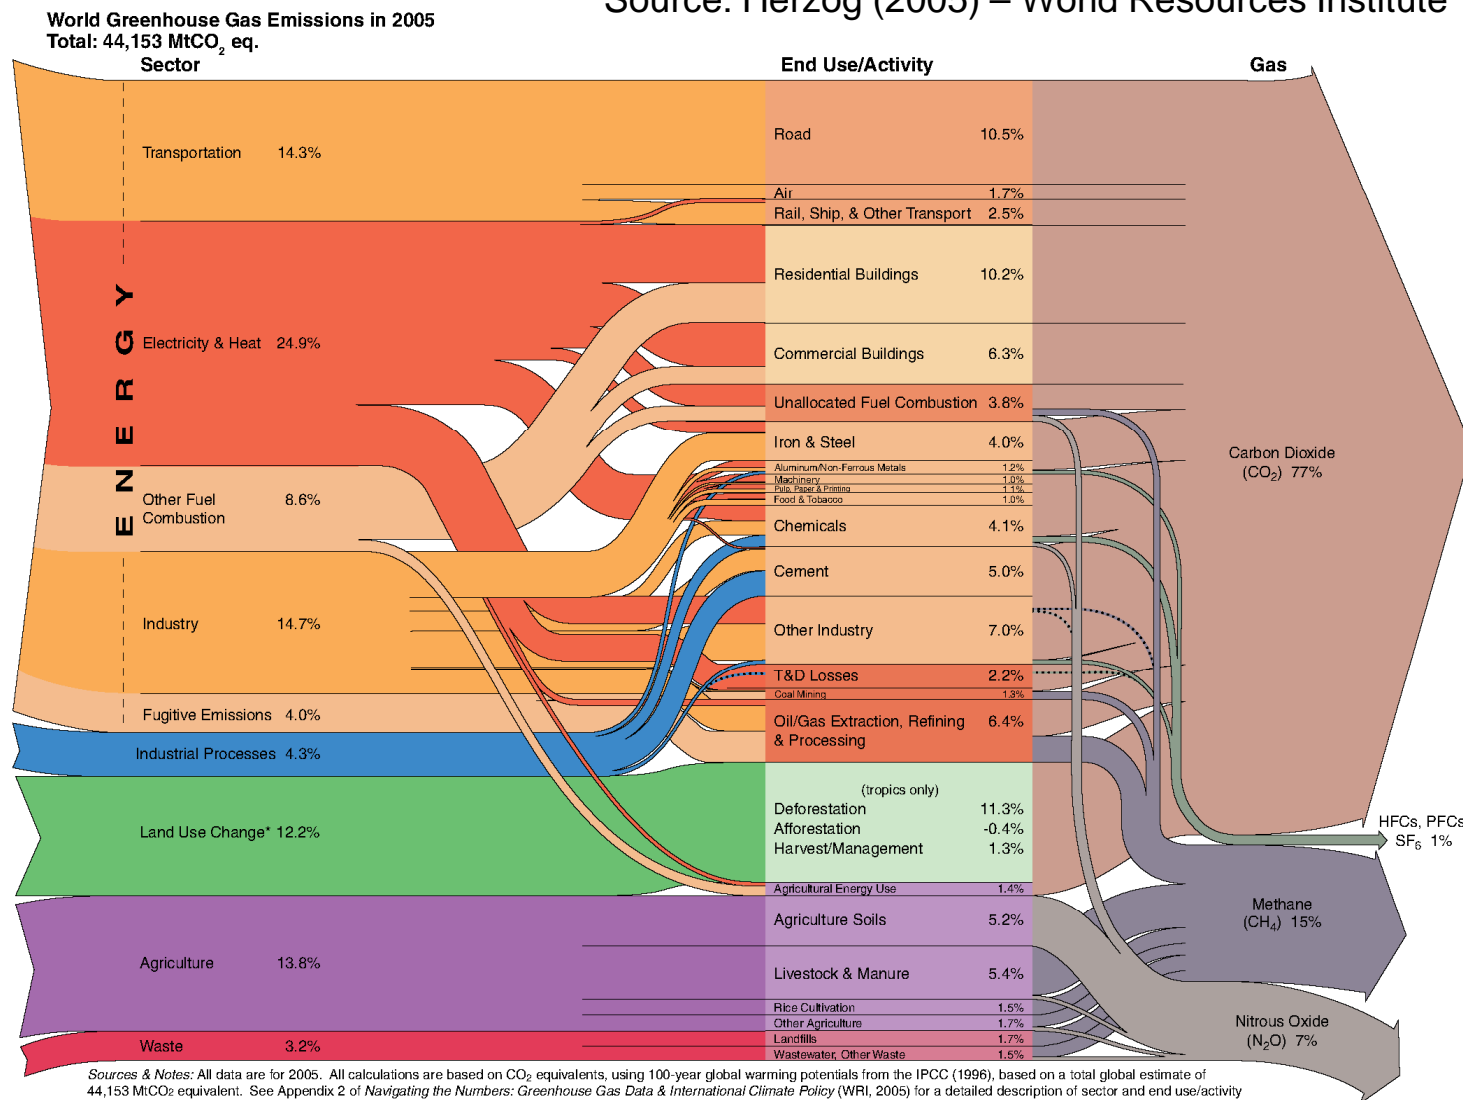 Source: Herzog (2005) – World Resources Institute
World Greenhouse Gas Emissions in 2005
Total: 44,153 MtCO2 eq.
Sector
End Use/Activity
Gas
ENERGY
Transportation 14.3%
Electricity & Heat 24.9%
Other Fuel
Combustion 8.6%
Industry 14.7%
Fugitive Emissions 4.0%
Industrial Processes 4.3%
Land Use Change* 12.2%
Agriculture 13.8%
Waste 3.2%
Road 10.5%
Air 1.7%
Rail, Ship, & Other Transport 2.5%
Residential Buildings 10.2%
Commercial Buildings 6.3%
Unallocated Fuel Combustion 3.8%
Iron & Steel 4.0%
Aluminum/Non-Ferrous Metals 1.2%
Machinery 1.0%
Pulp, Paper & Printing 1.1%
Food & Tobacco 1.0%
Chemicals 4.1%
Cement 5.0%
Other Industry 7.0%
T&D Losses 2.2%
Coal Mining 1.3%
Oil/Gas Extraction, Refining 6.4%
& Processing
(tropics only)
Deforestation 11.3%
Afforestation -0.4%
Harvest/Management 1.3%
Agricultural Energy Use 1.4%
Agriculture Soils 5.2%
Livestock & Manure 5.4%
Rice Cultivation 1.5%
Other Agriculture 1.7%
Landfills 1.7%
Wastewater, Other Waste 1.5%
Carbon Dioxide
(CO2) 77%
HFCs, PFCs
SF6 1%
Methane
(CH4) 15%
Nitrous Oxide
(N2O) 7%
Sources & Notes: All data are for 2005. All calculations are based on CO2 equivalents, using 100-year global warming potentials from the IPCC (1996), based on a total global estimate of
44,153 MtCO2 equivalent. See Appendix 2 of Navigating the Numbers: Greenhouse Gas Data & International Climate Policy (WRI, 2005) for a detailed description of sector and end use/activity